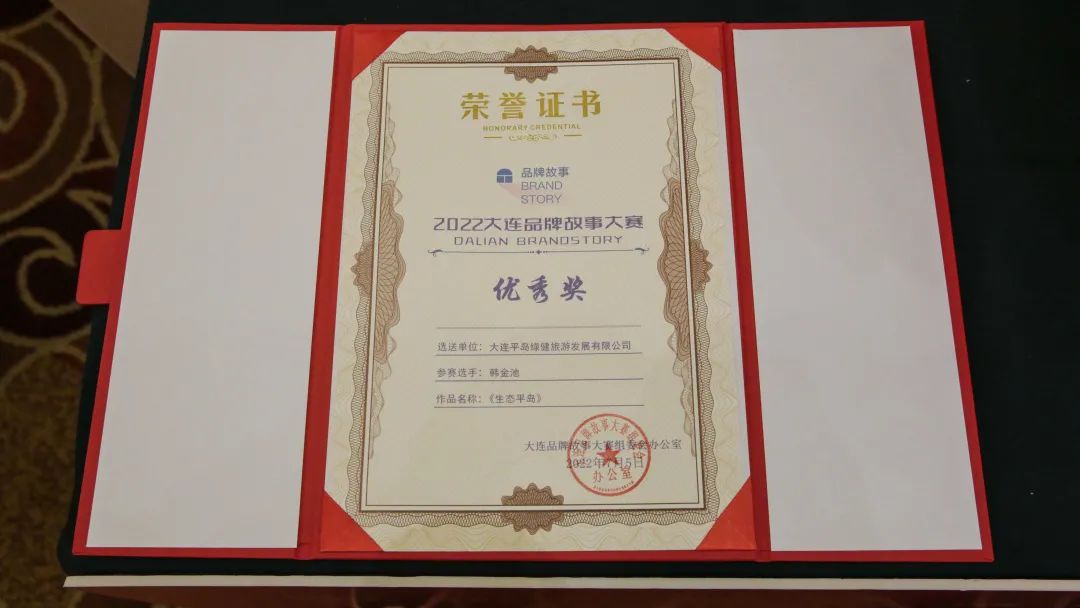 荣誉证书
HONORARY CREDENTIAL
品牌故事
BRAND
STORY
2022大连品牌故事大赛
DALIAN BRANDSTORY
优秀奖
选送单位：大连平岛绿健旅游发展有限公司
参赛选手：韩金池
作品名称：《生态平岛》
大连品牌故事大赛组委会办公室
2022年7月5日
办公室